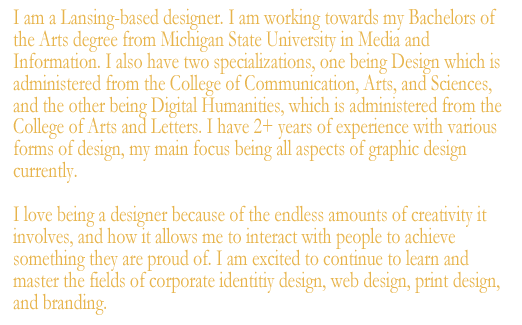 I am a Lansing-based designer. I am working towards my Bachelors of
the Arts degree from Michigan State University in Media and
Information. I also have two specializations, one being Design which is
administered from the College of Communication, Arts, and Sciences,
and the other being Digital Humanities, which is administered from the
College of Arts and Letters. I have 2+ years of experience with various
forms of design, my main focus being all aspects of graphic design
currently.
I love being a designer because of the endless amounts of creativity it
involves, and how it allows me to interact with people to achieve
something they are proud of. I am excited to continue to learn and
master the fields of corporate identitiy design, web design, print design,
and branding.